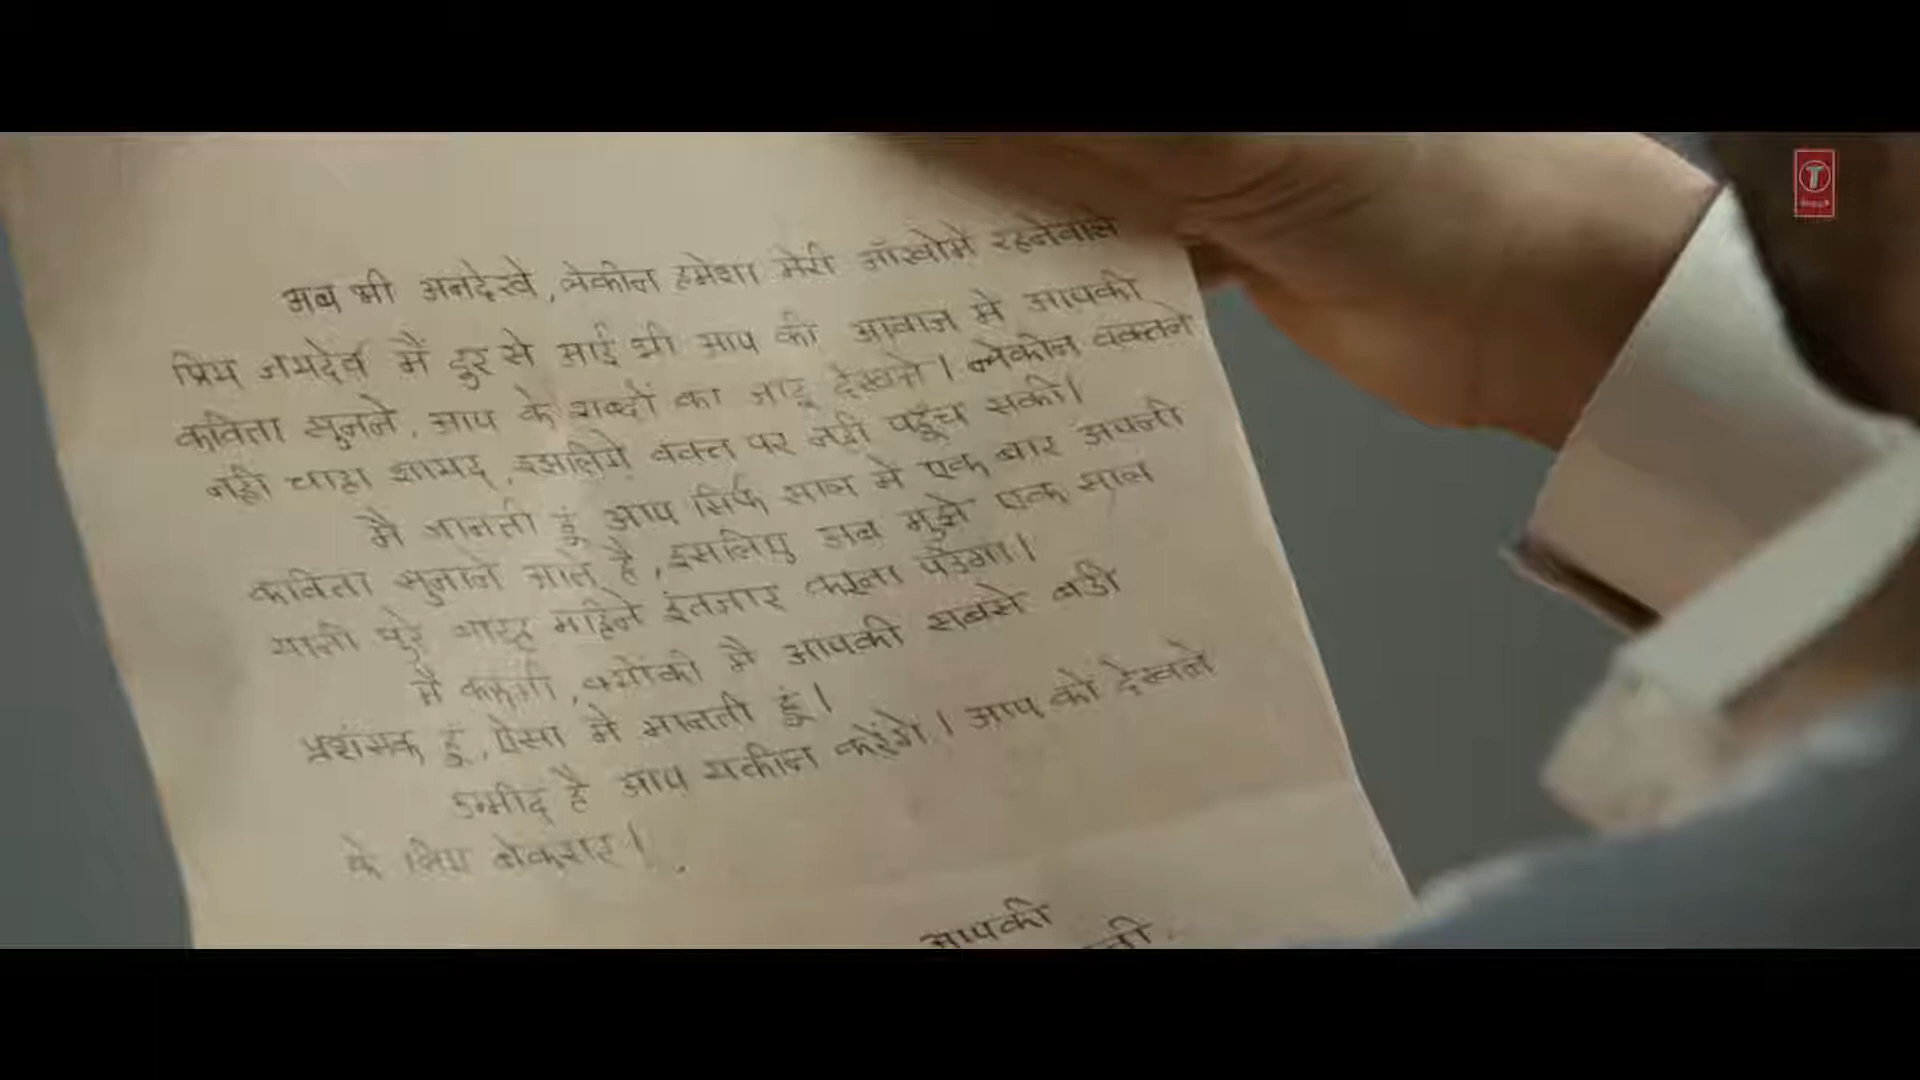 अब भी अनदेखे, लेकीन हमेशा मेरी आँखोमें रहनेवाले
प्रिय जयदेव मैं दुर से आई थी आप की आवाज में आपकी
कविता सुनने, आप के शब्दों का जादू देखने। लेकीन वक्तने
नही चाहा शायद, इसलिये वक्त पर नही पहुँच सकी।
मै जानती हूं आप सिर्फ साल में एक बार अपनी
कविता सुनाने आते है, इसलिए अब मुझे एक साल
यानी पूरे बारह महिने इंतजार करना पडेगा।
मैं करूंगी, क्योंकी मै आपकी सबसे बडी
प्रशंसक हूं, ऐसा मै मानती हूं।
उम्मीद है आप यकीन करेंगे। आप को देखने
के लिए बेकरार।
आपकी